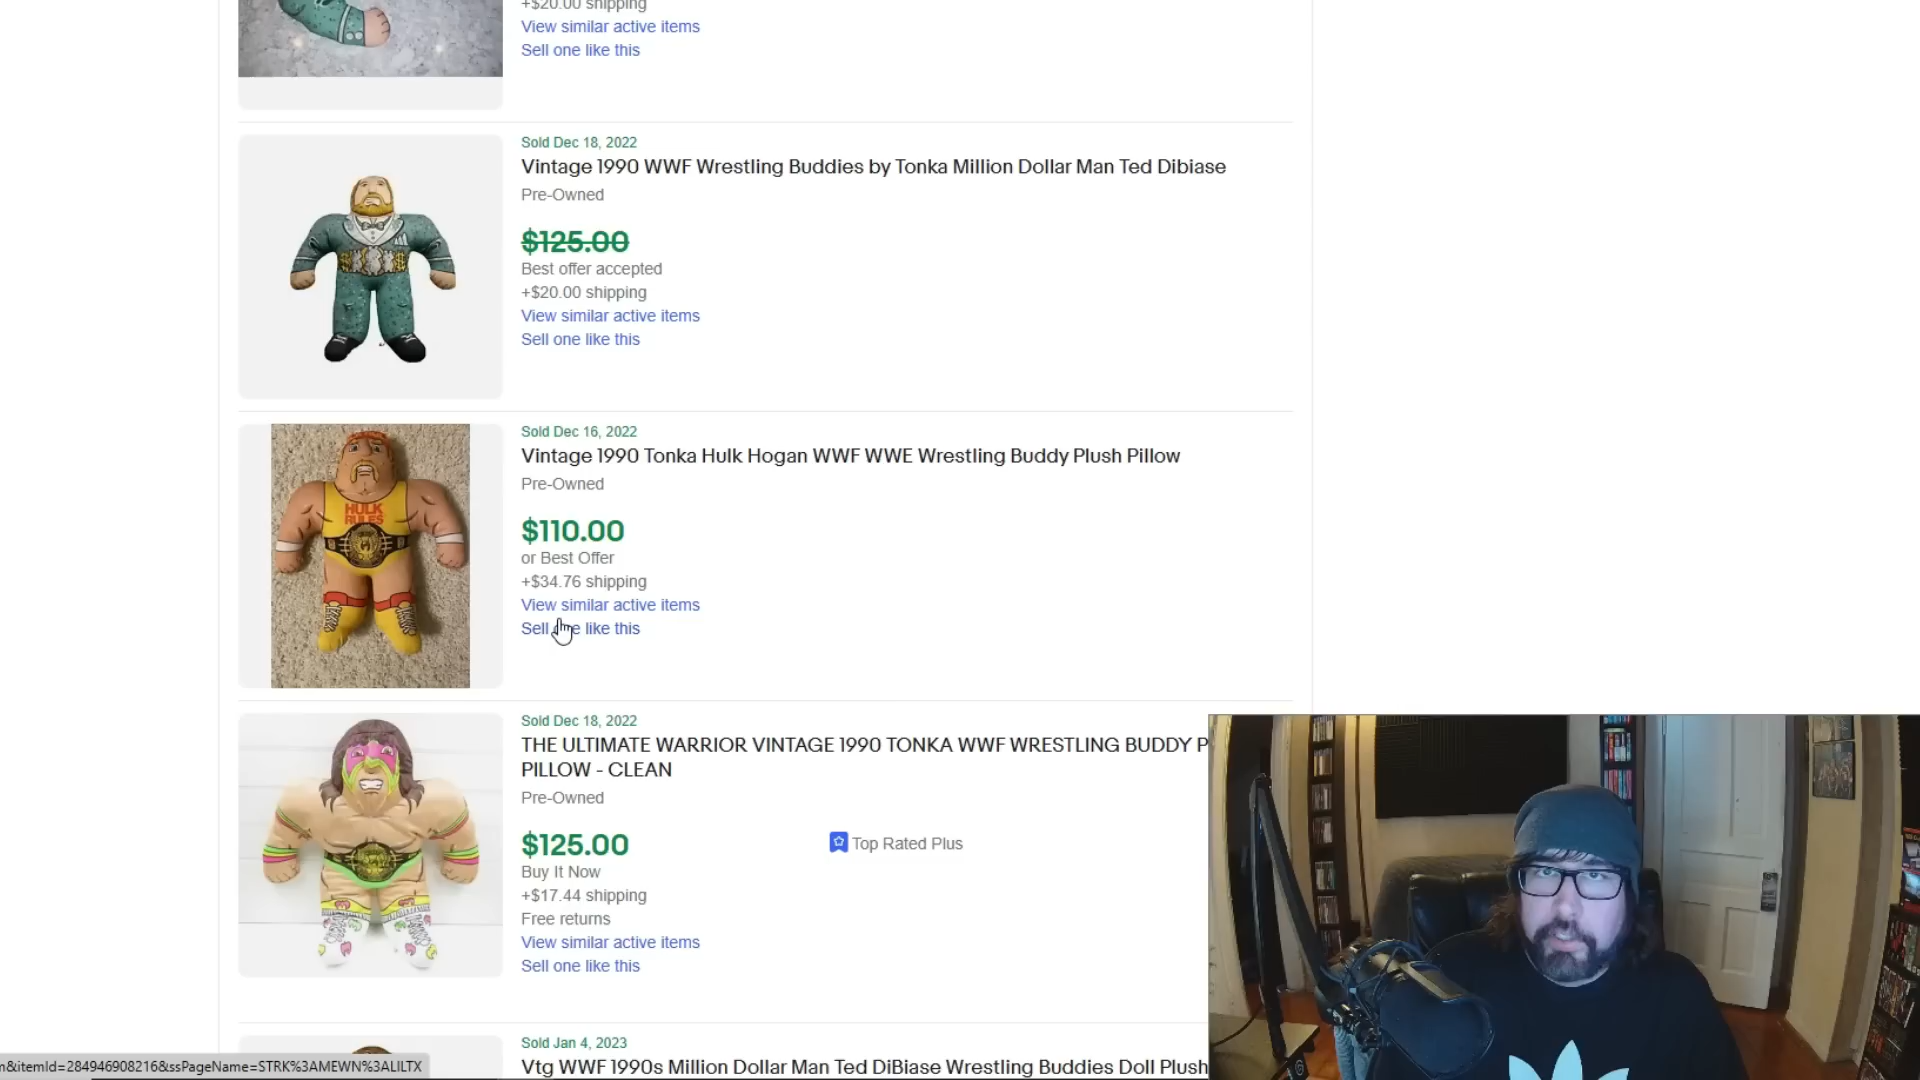 +$20.00 shipping
View similar active items
Sell one like this
Sold Dec 18, 2022
Vintage 1990 WWF Wrestling Buddies by Tonka Million Dollar Man Ted Dibiase
Pre-Owned
$125.00
Best offer accepted
+$20.00 shipping
View similar active items
Sell one like this
Sold Dec 16, 2022
Vintage 1990 Tonka Hulk Hogan WWF WWE Wrestling Buddy Plush Pillow
Pre-Owned
HULK
RULES
$110.00
or Best Offer
+$34.76 shipping
View similar active items
Sell one like this
Sold Dec 18, 2022
THE ULTIMATE WARRIOR VINTAGE 1990 TONKA WWF WRESTLING BUDDY P
PILLOW - CLEAN
Pre-Owned
$125.00
Top Rated Plus
Buy It Now
+$17.44 shipping
Free returns
View similar active items
Sell one like this
Sold Jan 4, 2023
Vtg WWF 1990s Million Dollar Man Ted DiBiase Wrestling Buddies Doll Plush
n&itemId=284946908216&ssPageName=STRK%3AMEWN%3ALILTX